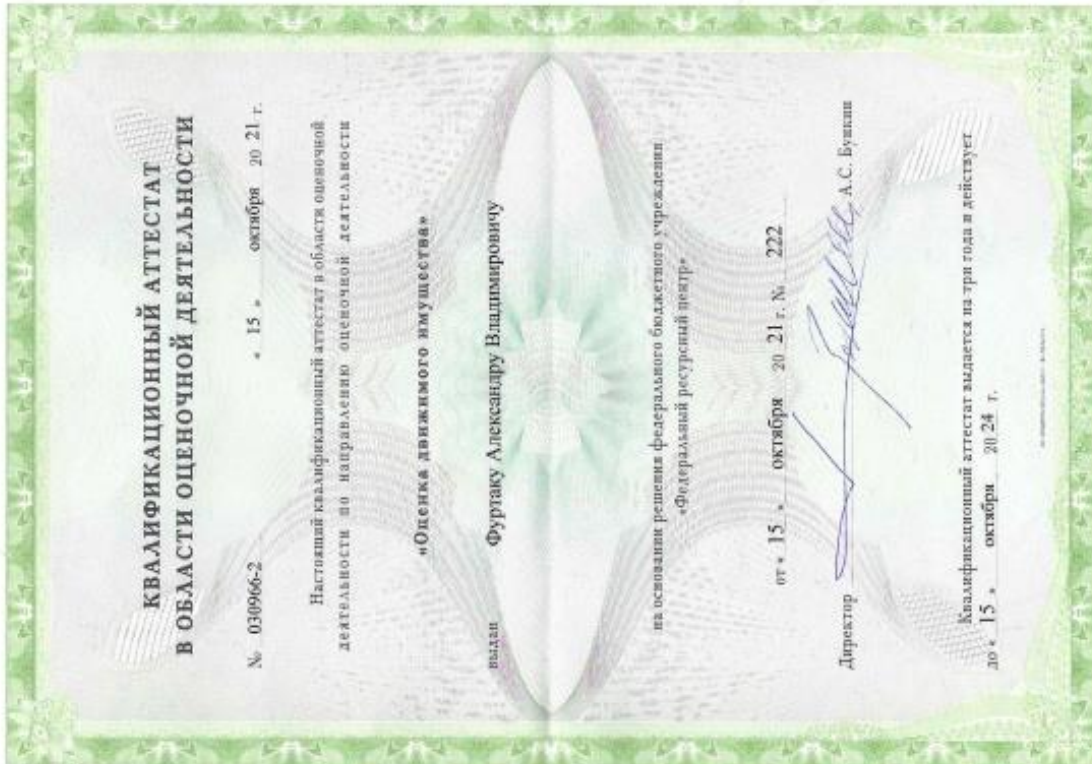 КВАЛИФИКАЦИОННЫЙ АТТЕСТАТ
В ОБЛАСТИ ОЦЕНОЧНОЙ ДЕЯТЕЛЬНОСТИ
№ 030966-2 « 15 » октября 20 21 г.
Настоящий квалификационный аттестат в области оценочной
деятельности по направлению оценочной деятельности
«Оценка движимого имущества»
выдан Фуртаку Александру Владимировичу
на основании решения федерального бюджетного учреждения
«Федеральный ресурсный центр»
от « 15 » октября 20 21 г. № 222
Директор А.С. Бункин
Квалификационный аттестат выдается на три года и действует
до « 15 » октября 20 24 г.